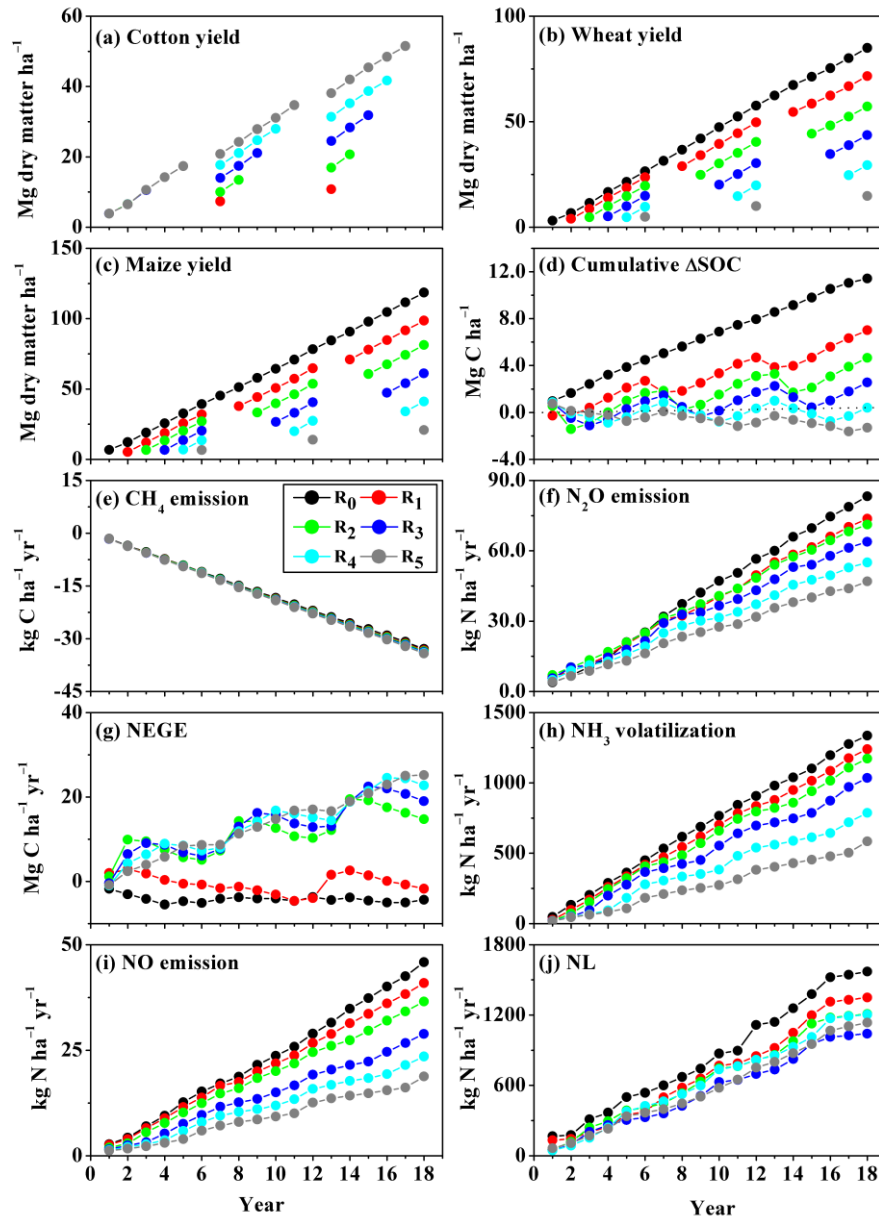 (a) Cotton yield
Mg dry matter ha⁻¹
60
40
20
0
(b) Wheat yield
Mg dry matter ha⁻¹
100
50
0
(c) Maize yield
Mg dry matter ha⁻¹
150
100
50
0
(d) Cumulative ΔSOC
Mg C ha⁻¹
12.0
8.0
4.0
0.0
-4.0
(e) CH₄ emission
kg C ha⁻¹ yr⁻¹
15
0
-15
-30
-45
R₀ R₁
R₂ R₃
R₄ R₅
(f) N₂O emission
kg N ha⁻¹ yr⁻¹
90.0
60.0
30.0
0.0
(g) NEGE
Mg C ha⁻¹ yr⁻¹
40
20
0
(h) NH₃ volatilization
kg N ha⁻¹ yr⁻¹
1500
1000
500
0
(i) NO emission
kg N ha⁻¹ yr⁻¹
50
25
0
0 2 4 6 8 10 12 14 16 18
Year
(j) NL
kg N ha⁻¹ yr⁻¹
1800
1200
600
0
0 2 4 6 8 10 12 14 16 18
Year